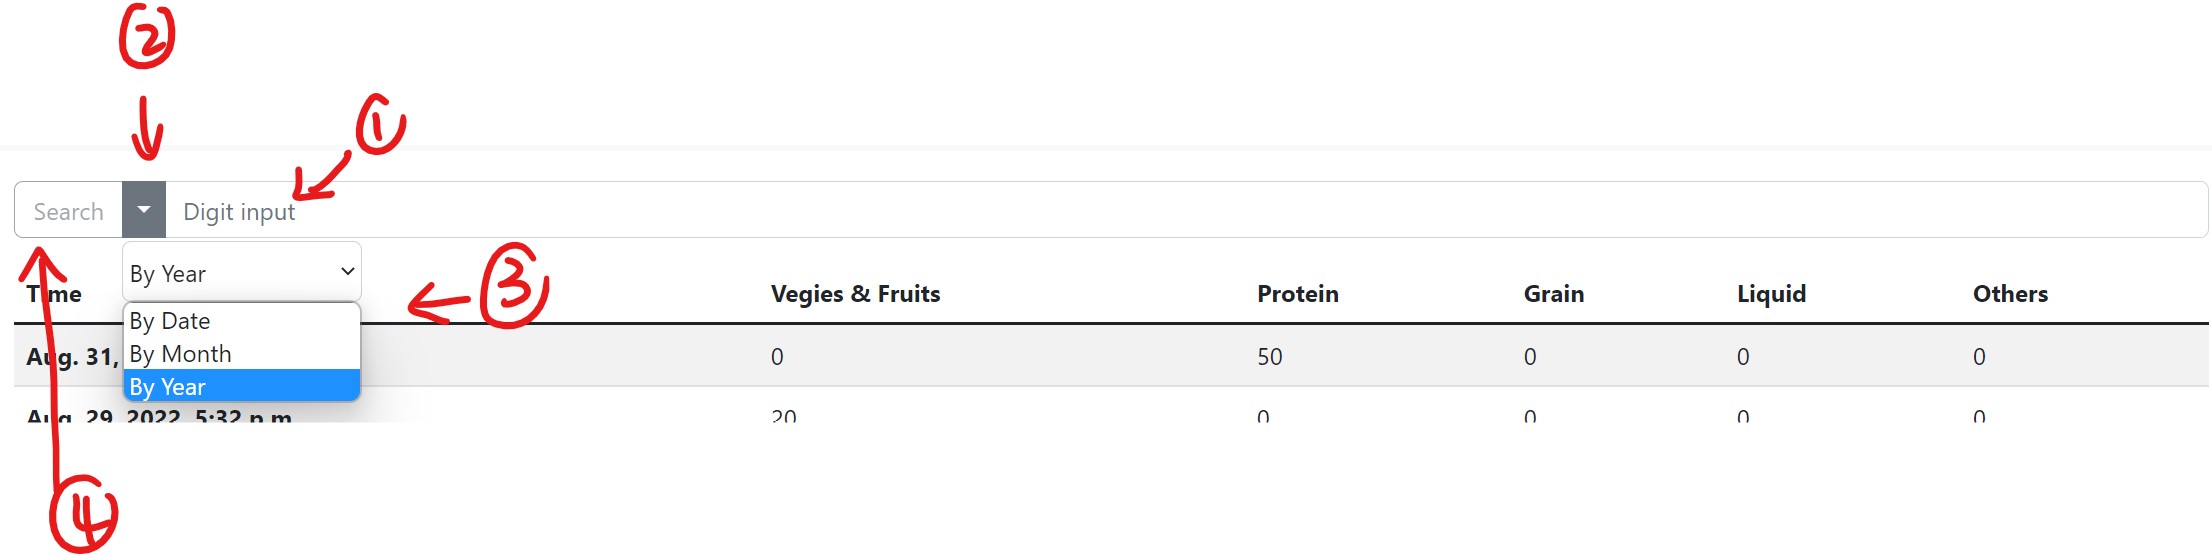 2
1
Search Digit input
By Year
3
Time Vegies & Fruits Protein Grain Liquid Others
By Date
By Month
Aug. 31, 0 50 0 0 0
By Year
Aug. 29, 2022, 5:32 p.m. 20 0 0 0 0
4